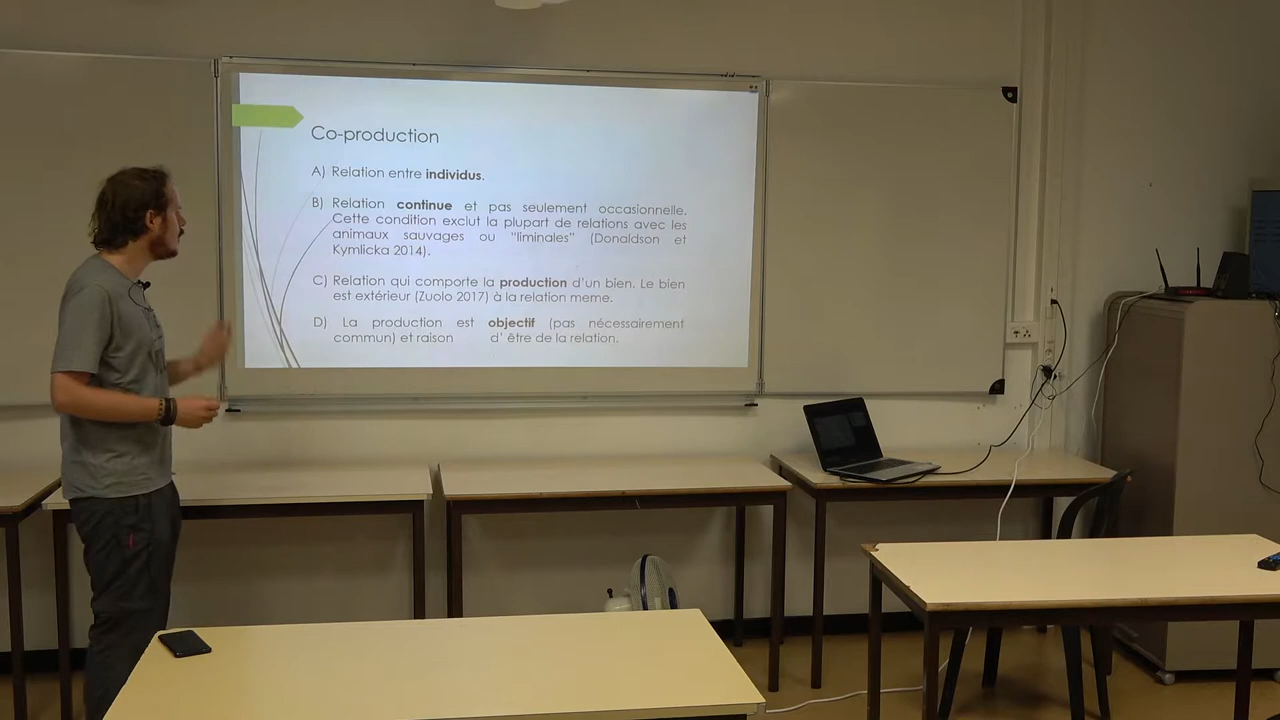 Co-production
A) Relation entre individus.
B) Relation continue et pas seulement occasionnelle.
Cette condition exclut la plupart de relations avec les
animaux sauvages ou "liminales" (Donaldson et
Kymlicka 2014).
C) Relation qui comporte la production d'un bien. Le bien
est extérieur (Zuolo 2017) à la relation meme.
D) La production est objectif (pas nécessairement
commun) et raison d' être de la relation.